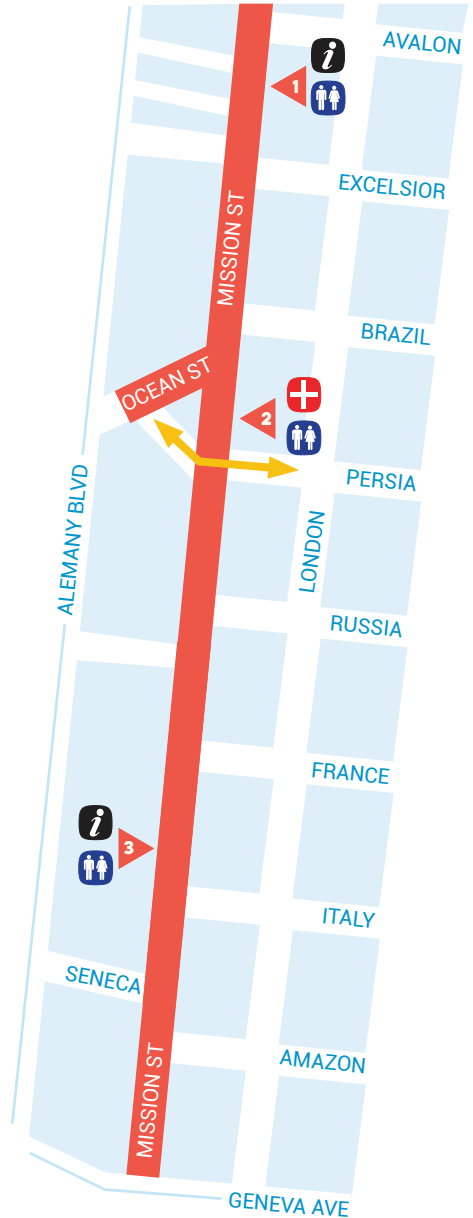 AVALON
i
1
EXCELSIOR
MISSION ST
BRAZIL
OCEAN ST
2
PERSIA
ALEMANY BLVD
LONDON
RUSSIA
FRANCE
i
3
ITALY
SENECA
MISSION ST
AMAZON
GENEVA AVE